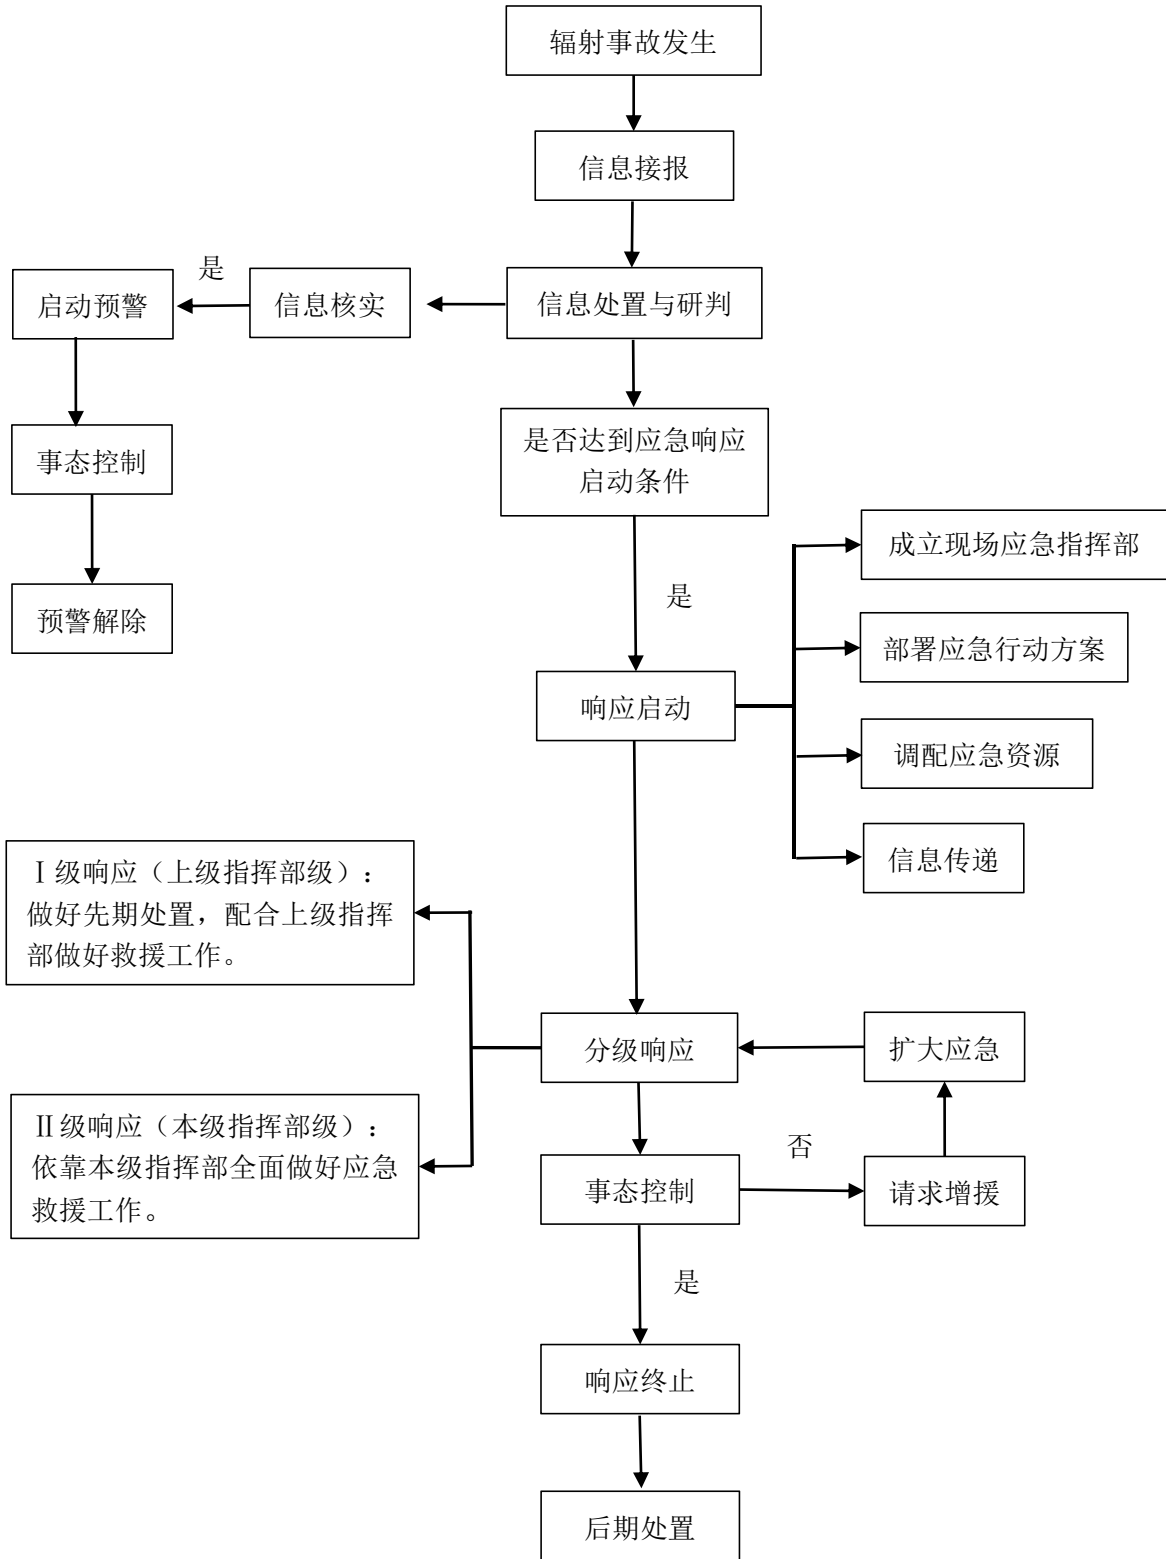 辐射事故发生
信息接报
是
启动预警
信息核实
信息处置与研判
是否达到应急响应
启动条件
事态控制
预警解除
是
成立现场应急指挥部
部署应急行动方案
响应启动
调配应急资源
信息传递
Ⅰ级响应（上级指挥部级）：
做好先期处置，配合上级指挥
部做好救援工作。
分级响应
扩大应急
Ⅱ级响应（本级指挥部级）：
依靠本级指挥部全面做好应急
救援工作。
否
事态控制
请求增援
是
响应终止
后期处置